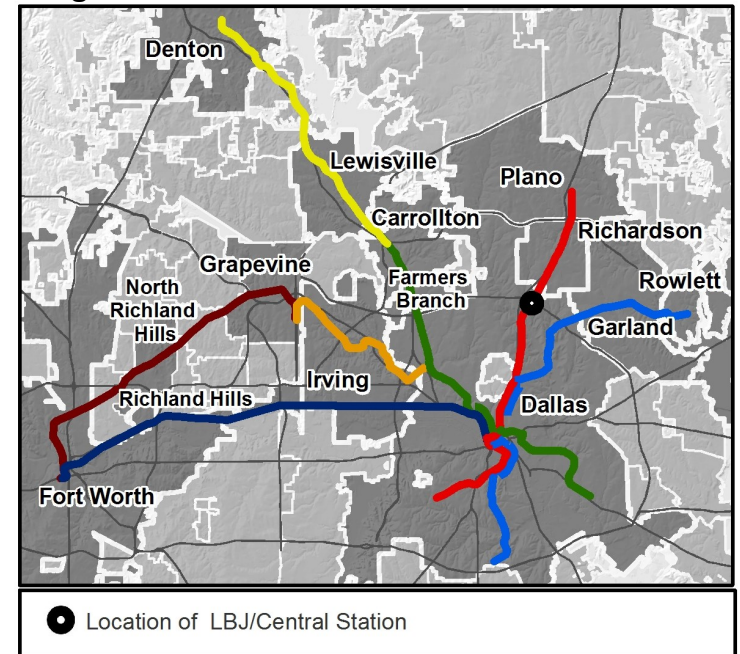 Denton
Lewisville
Plano
Carrollton
Richardson
Grapevine
Farmers
Branch
Rowlett
North
Richland
Hills
Garland
Irving
Richland Hills
Dallas
Fort Worth
Location of LBJ/Central Station